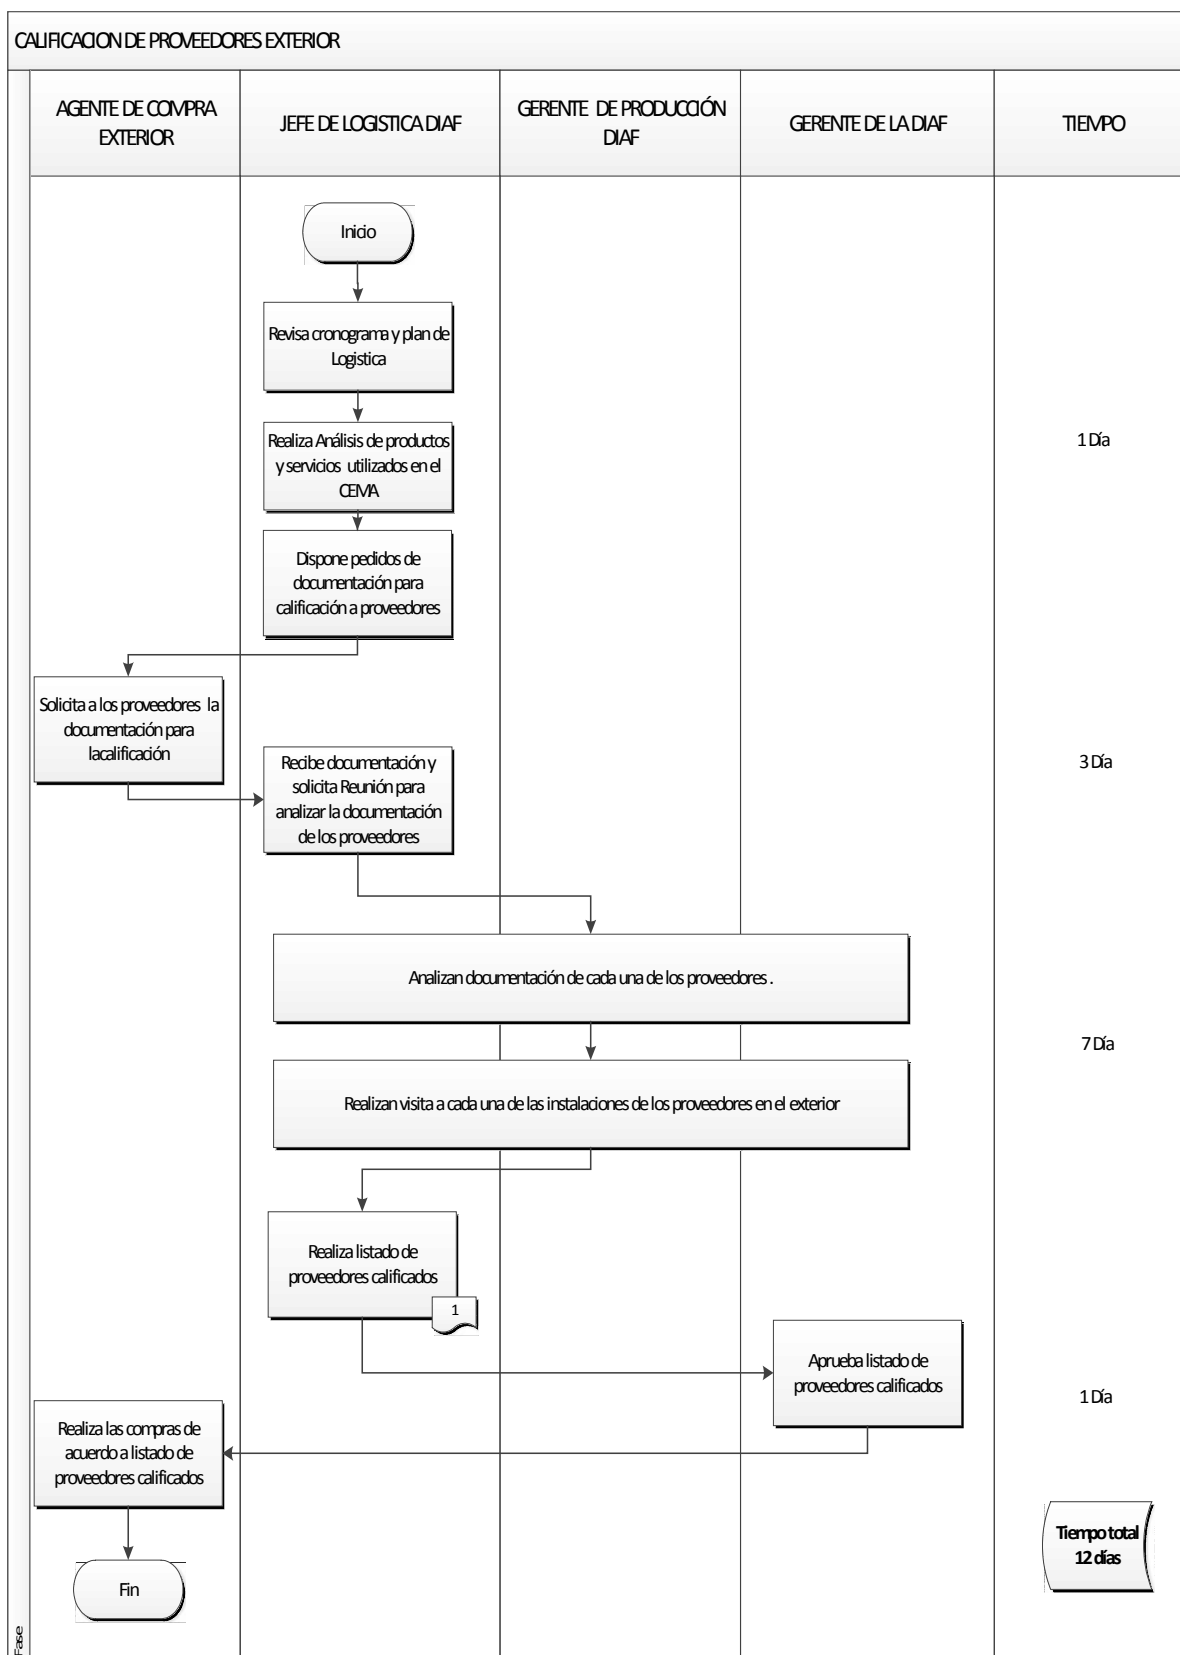 CALIFICACION DE PROVEEDORES EXTERIOR
AGENTE DE COMPRA
EXTERIOR
JEFE DE LOGISTICA DIAF
GERENTE DE PRODUCCIÓN
DIAF
GERENTE DE LA DIAF
TIEMPO
Inicio
Revisa cronograma y plan de
Logistica
Realiza Análisis de productos
y servicios utilizados en el
CEMA
1 Día
Dispone pedidos de
documentación para
calificación a proveedores
Solicita a los proveedores la
documentación para
lacalificación
Recibe documentación y
solicita Reunión para
analizar la documentación
de los proveedores
3 Día
Analizan documentación de cada una de los proveedores .
7 Día
Realizan visita a cada una de las instalaciones de los proveedores en el exterior
Realiza listado de
proveedores calificados
1
Aprueba listado de
proveedores calificados
1 Día
Realiza las compras de
acuerdo a listado de
proveedores calificados
Tiempo total
12 días
Fin
Fase